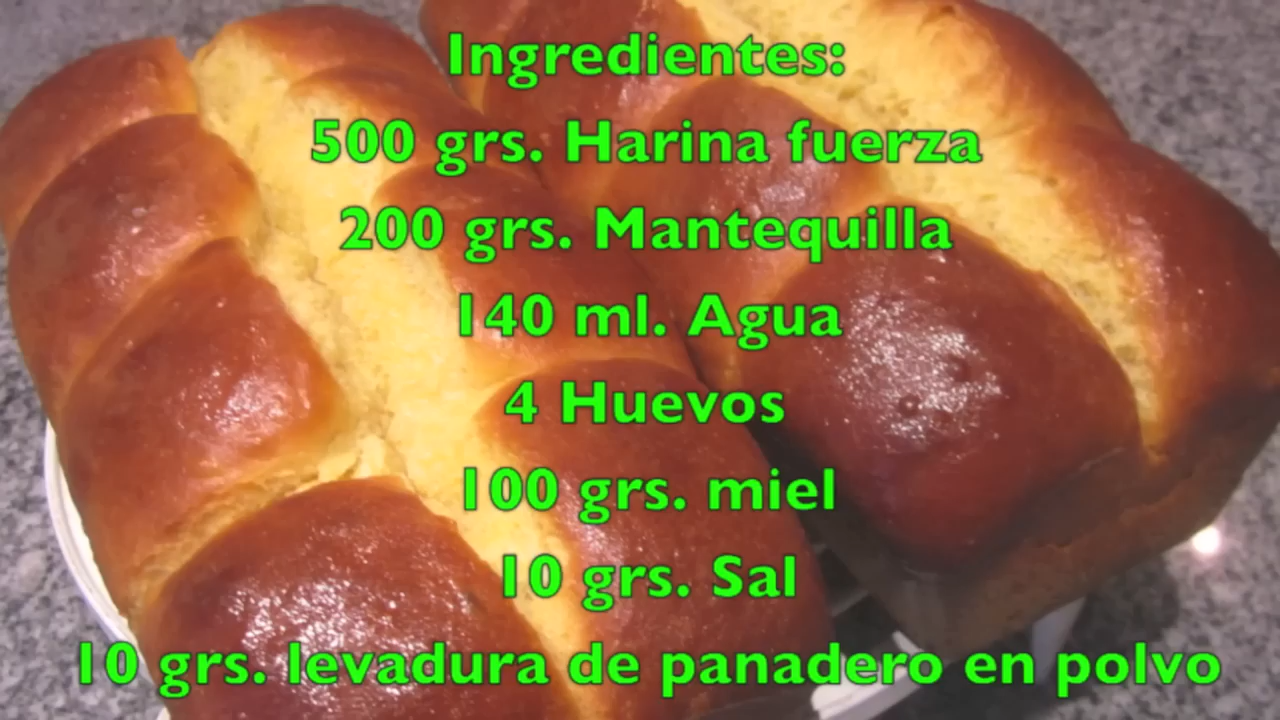 Ingredientes:
500 grs. Harina fuerza
200 grs. Mantequilla
140 ml. Agua
4 Huevos
100 grs. miel
10 grs. Sal
10 grs. levadura de panadero en polvo